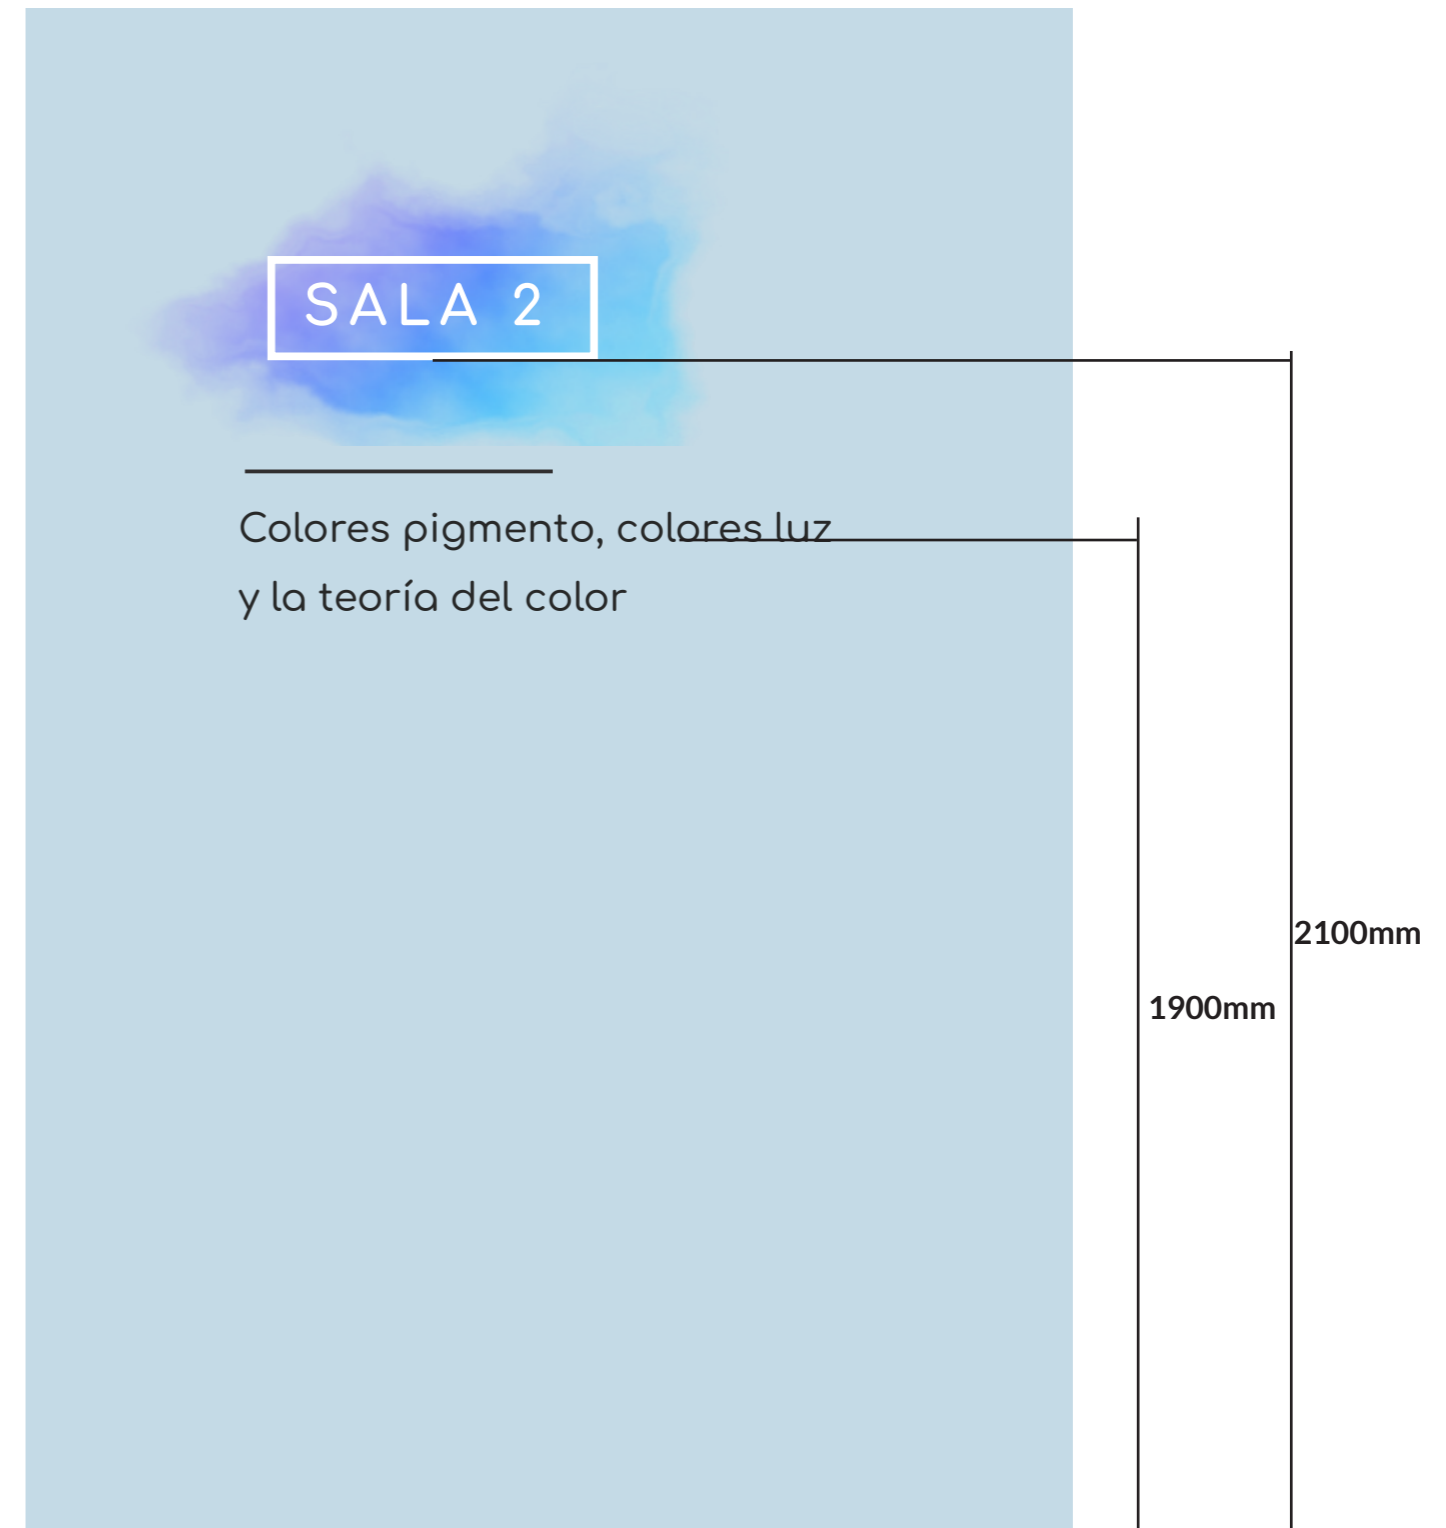 SALA 2
Colores pigmento, colores luz
y la teoría del color
2100mm
1900mm